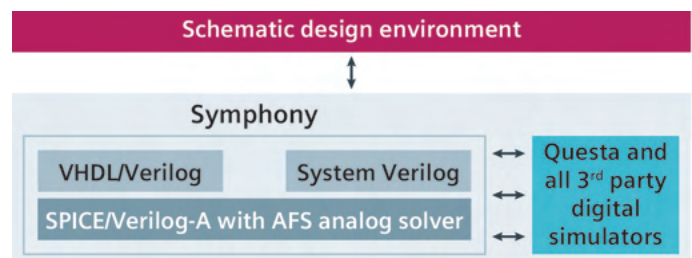 Schematic design environment
Symphony
VHDL/Verilog
System Verilog
SPICE/Verilog-A with AFS analog solver
Questa and
all 3rd party
digital
simulators